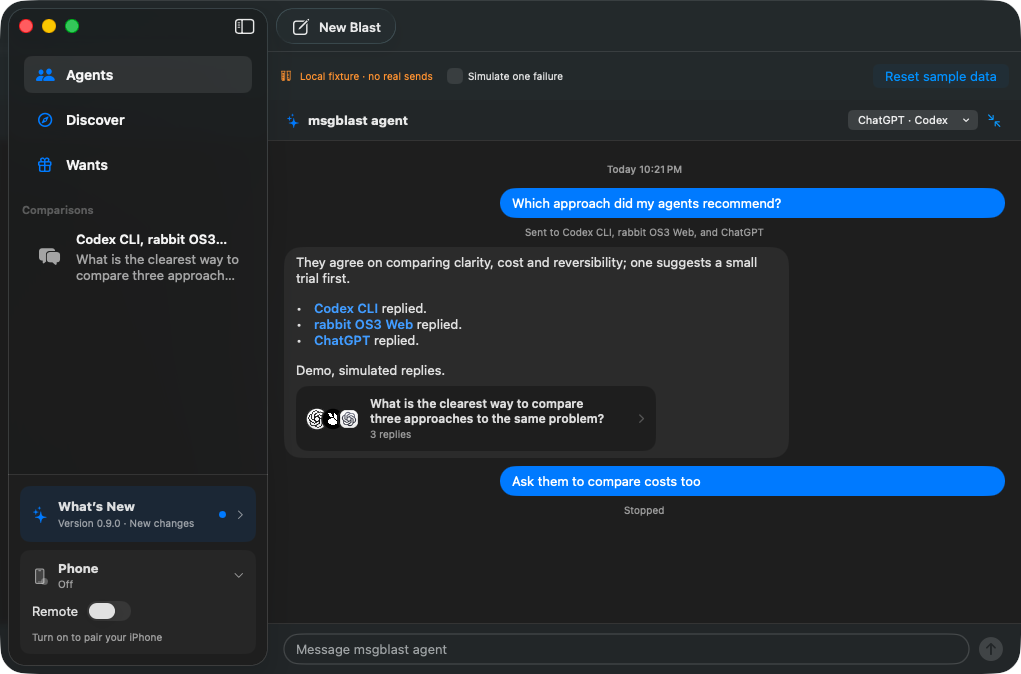 New Blast
Agents
Discover
Wants
Comparisons
Codex CLI, rabbit OS3...
What is the clearest way to
compare three approach...
What's New
Version 0.9.0 · New changes
Phone
Off
Remote
Turn on to pair your iPhone
Local fixture · no real sends
Simulate one failure
Reset sample data
msgblast agent
ChatGPT · Codex
Today 10:21 PM
Which approach did my agents recommend?
Sent to Codex CLI, rabbit OS3 Web, and ChatGPT
They agree on comparing clarity, cost and reversibility; one suggests a small
trial first.
• Codex CLI replied.
• rabbit OS3 Web replied.
• ChatGPT replied.
Demo, simulated replies.
What is the clearest way to compare
three approaches to the same problem?
3 replies
Ask them to compare costs too
Stopped
Message msgblast agent